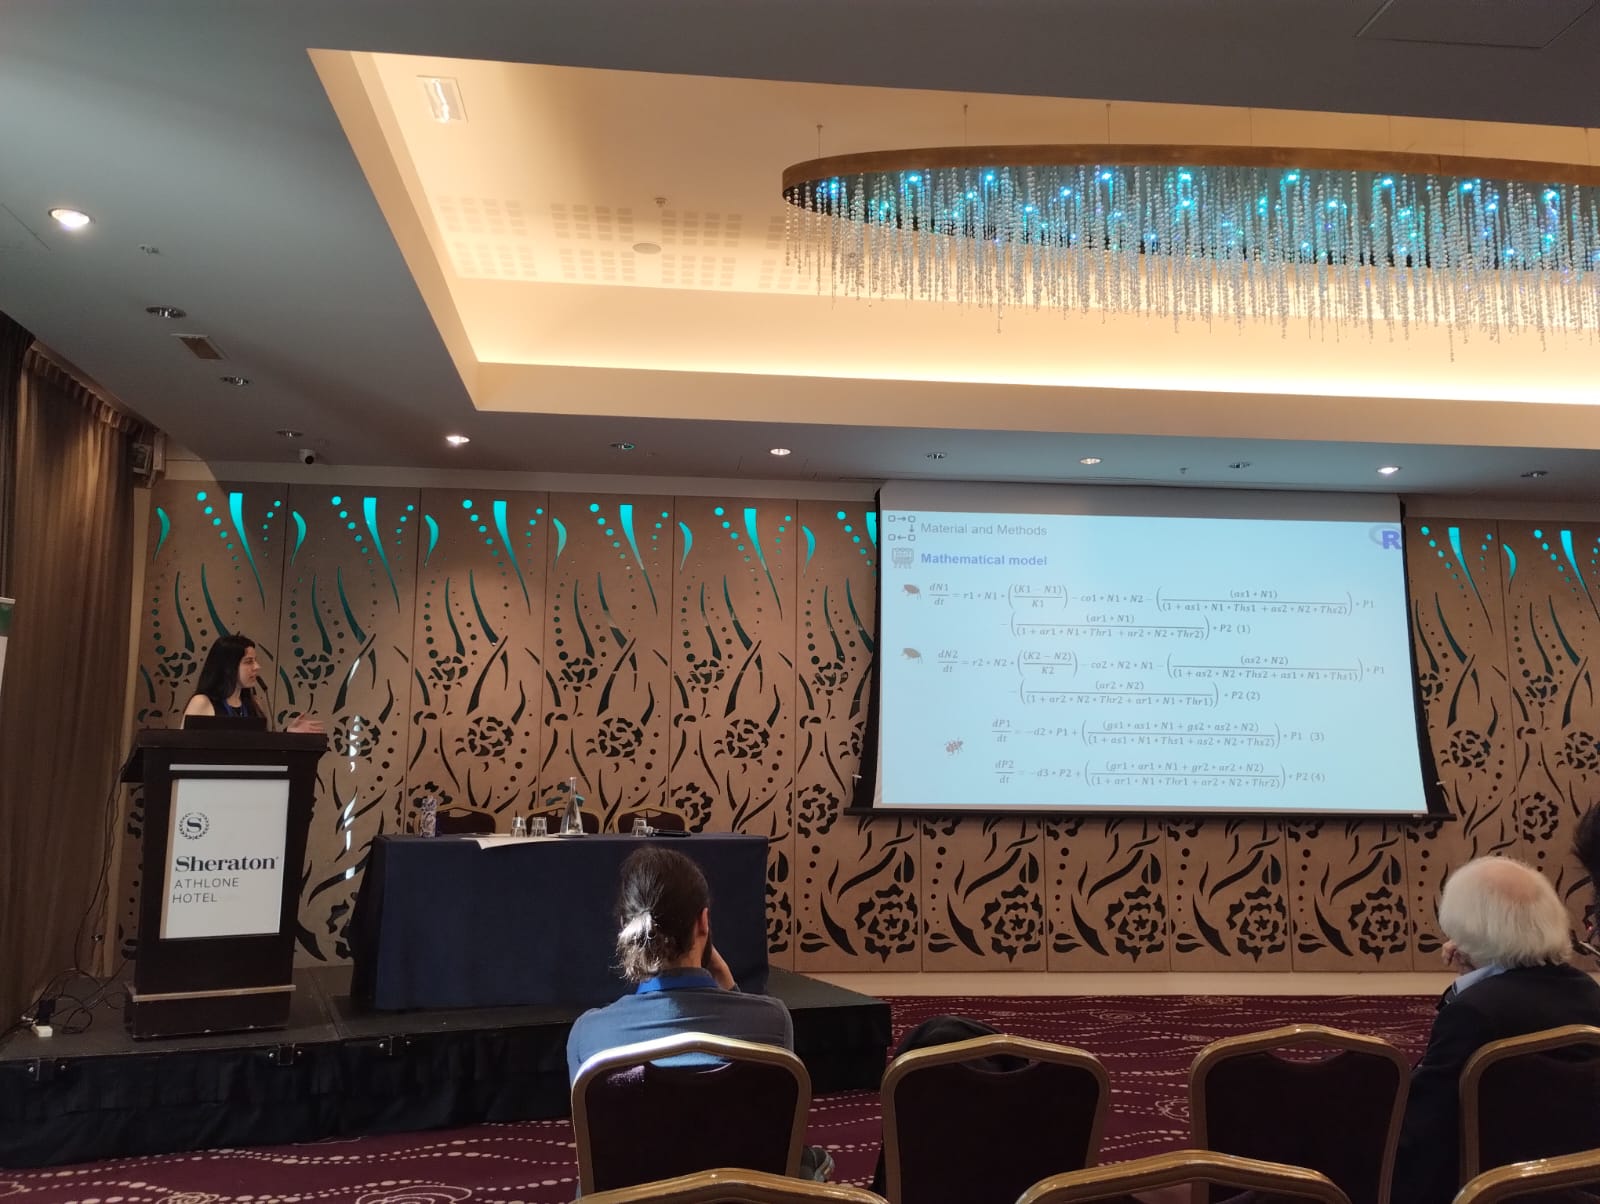 Material and Methods
R
Mathematical model
dN1/dt = r1 * N1 * ((K1 − N1)/K1) − co1 * N1 * N2 − ((as1 * N1)/(1 + as1 * N1 * Ths1 + as2 * N2 * Ths2)) * P1
− ((ar1 * N1)/(1 + ar1 * N1 * Thr1 + ar2 * N2 * Thr2)) * P2 (1)
dN2/dt = r2 * N2 * ((K2 − N2)/K2) − co2 * N2 * N1 − ((as2 * N2)/(1 + as2 * N2 * Ths2 + as1 * N1 * Ths1)) * P1
− ((ar2 * N2)/(1 + ar2 * N2 * Thr2 + ar1 * N1 * Thr1)) * P2 (2)
dP1/dt = −d2 * P1 + ((gs1 * as1 * N1 + gs2 * as2 * N2)/(1 + as1 * N1 * Ths1 + as2 * N2 * Ths2)) * P1 (3)
dP2/dt = −d3 * P2 + ((gr1 * ar1 * N1 + gr2 * ar2 * N2)/(1 + ar1 * N1 * Thr1 + ar2 * N2 * Thr2)) * P2 (4)
S
Sheraton
ATHLONE
HOTEL